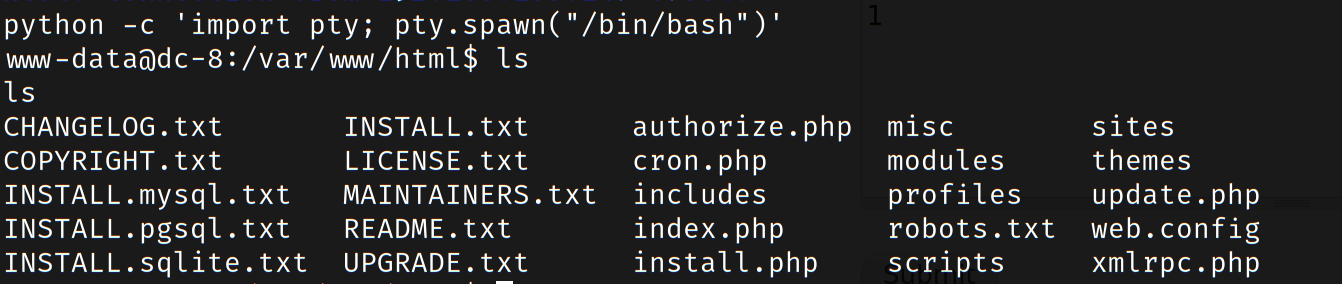 python -c 'import pty; pty.spawn("/bin/bash")'
1
www-data@dc-8:/var/www/html$ ls
ls
CHANGELOG.txt INSTALL.txt authorize.php misc sites
COPYRIGHT.txt LICENSE.txt cron.php modules themes
INSTALL.mysql.txt MAINTAINERS.txt includes profiles update.php
INSTALL.pgsql.txt README.txt index.php robots.txt web.config
INSTALL.sqlite.txt UPGRADE.txt install.php scripts xmlrpc.php
Submit